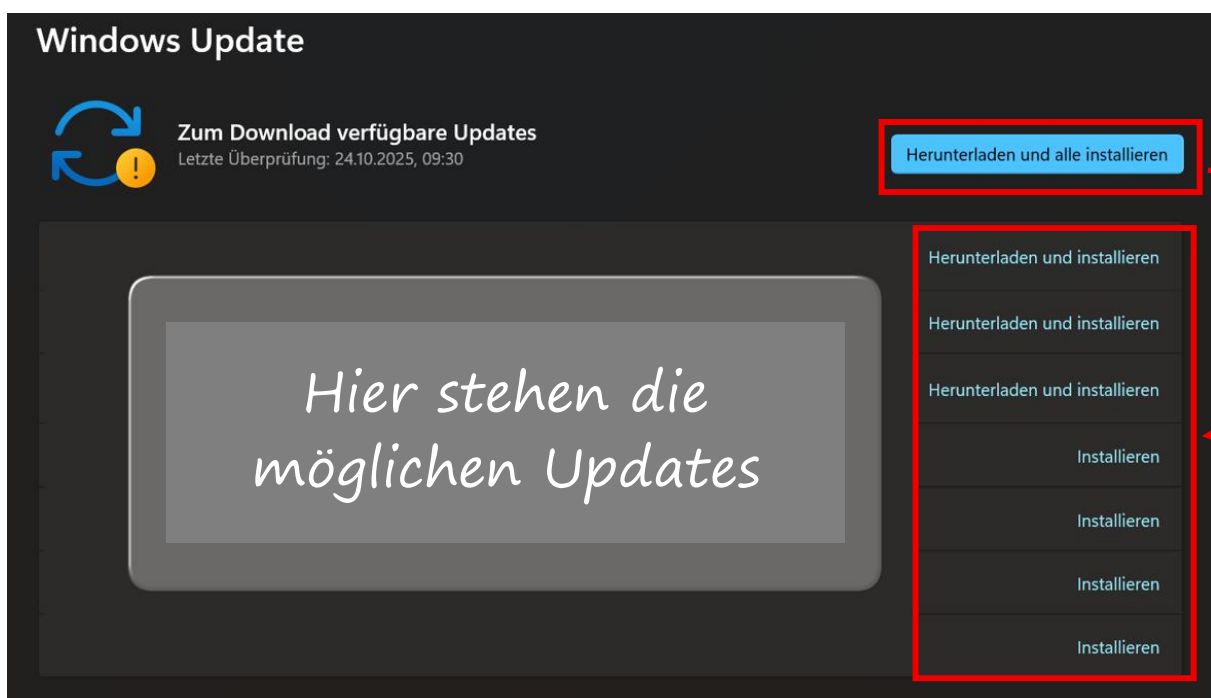 Windows Update
Zum Download verfügbare Updates
Letzte Überprüfung: 24.10.2025, 09:30
Herunterladen und alle installieren
Herunterladen und installieren
Herunterladen und installieren
Herunterladen und installieren
Installieren
Installieren
Installieren
Installieren
Hier stehen die
möglichen Updates